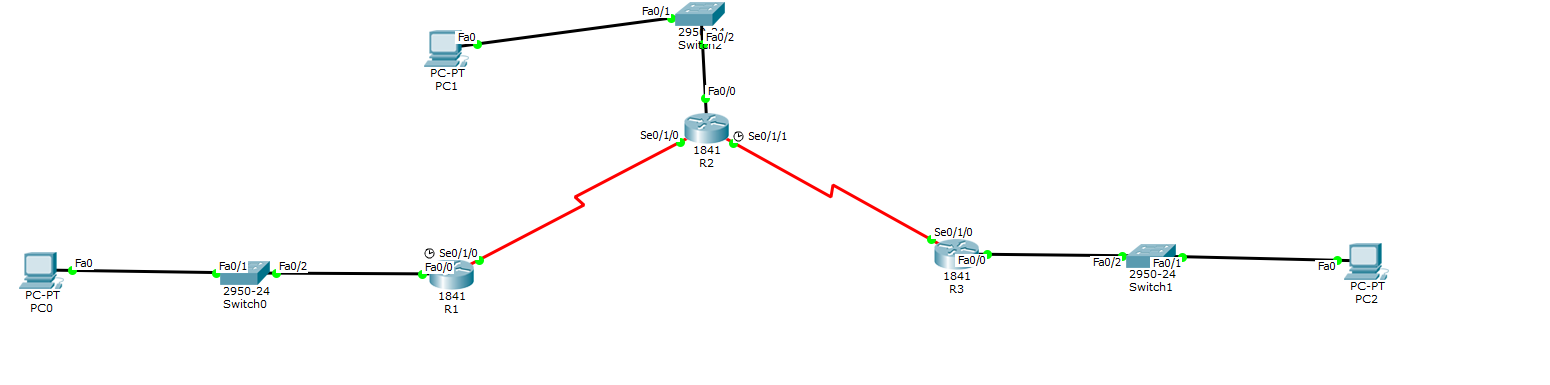 Fa0/1
2950-24
Switch2
Fa0/2
Fa0
PC-PT
PC1
Fa0/0
Se0/1/0
Se0/1/1
1841
R2
Se0/1/0
Fa0/0
1841
R1
Fa0
PC-PT
PC0
Fa0/1
Fa0/2
2950-24
Switch0
Se0/1/0
Fa0/0
1841
R3
Fa0/2
Fa0/1
2950-24
Switch1
Fa0
PC-PT
PC2